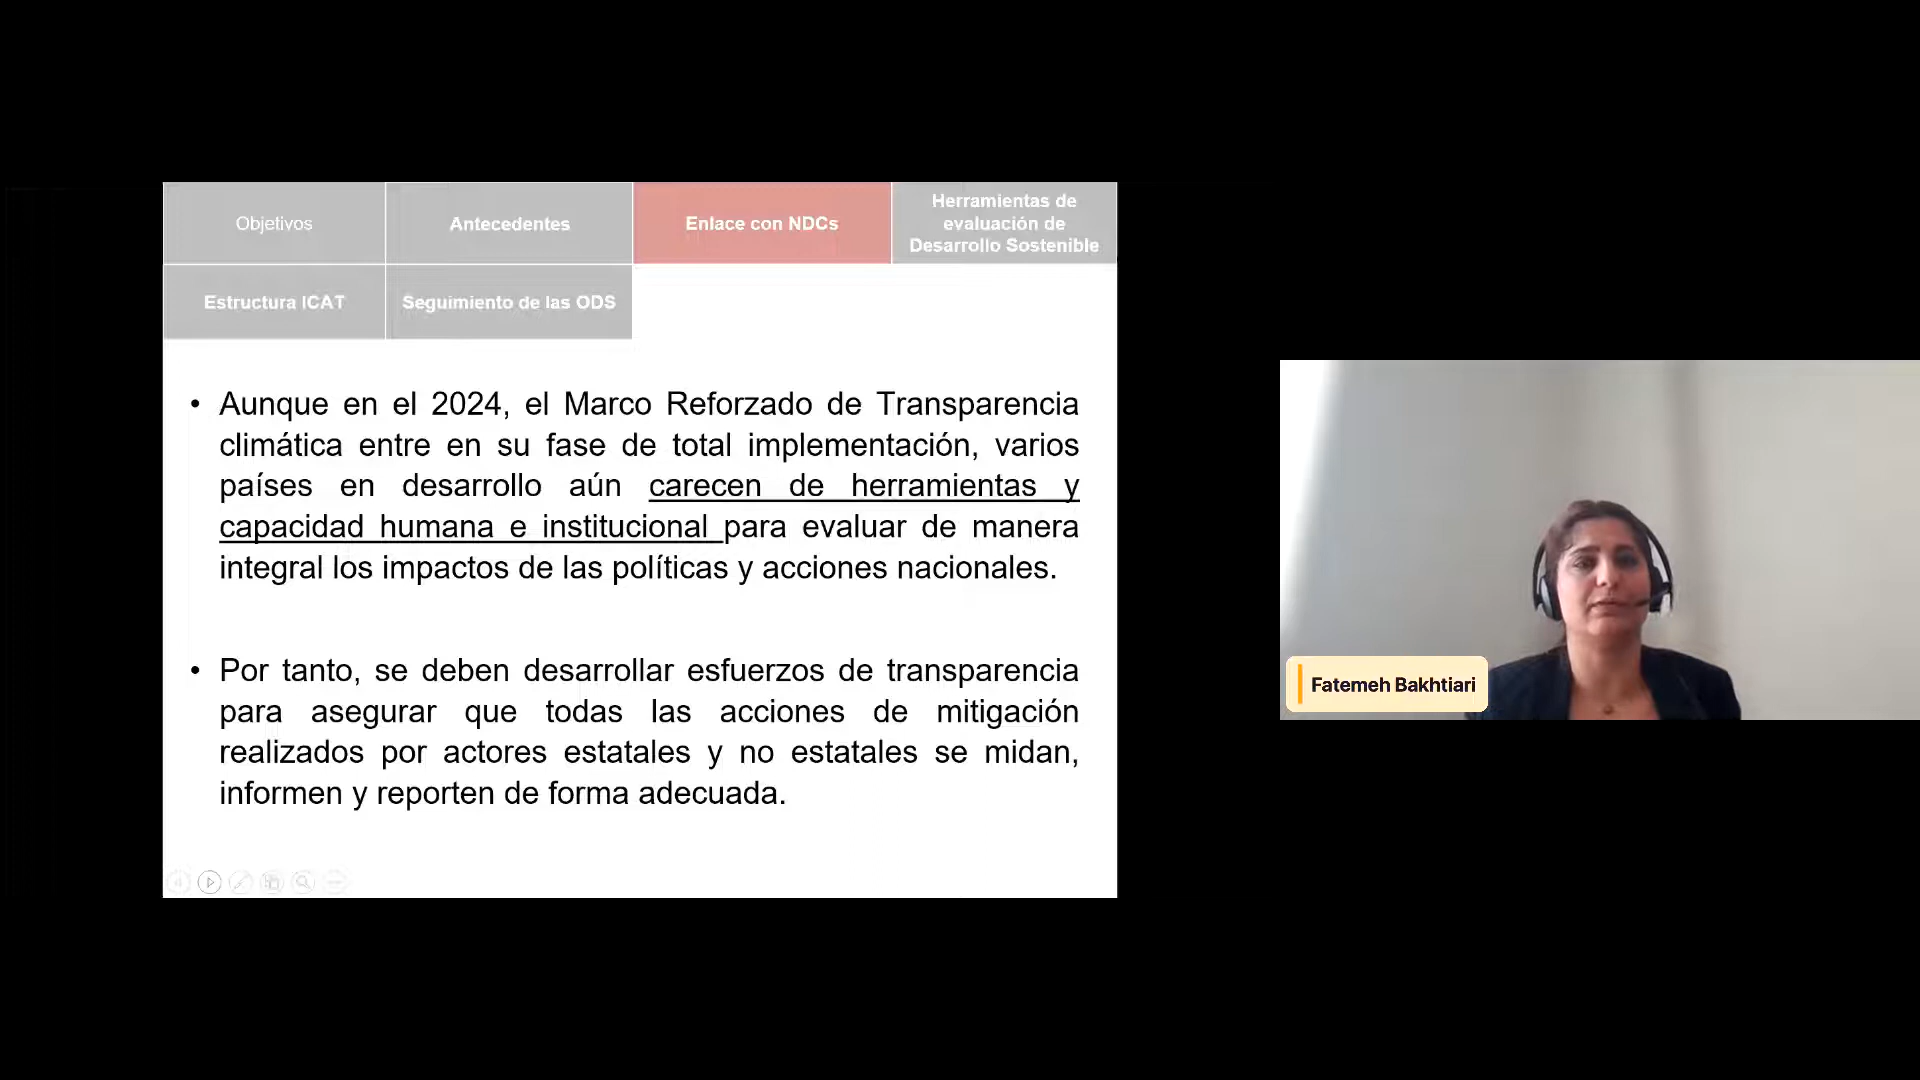 Objetivos
Antecedentes
Enlace con NDCs
Herramientas de
evaluación de
Desarrollo Sostenible
Estructura ICAT
Seguimiento de las ODS
• Aunque en el 2024, el Marco Reforzado de Transparencia
climática entre en su fase de total implementación, varios
países en desarrollo aún carecen de herramientas y
capacidad humana e institucional para evaluar de manera
integral los impactos de las políticas y acciones nacionales.
• Por tanto, se deben desarrollar esfuerzos de transparencia
para asegurar que todas las acciones de mitigación
realizados por actores estatales y no estatales se midan,
informen y reporten de forma adecuada.
Fatemeh Bakhtiari